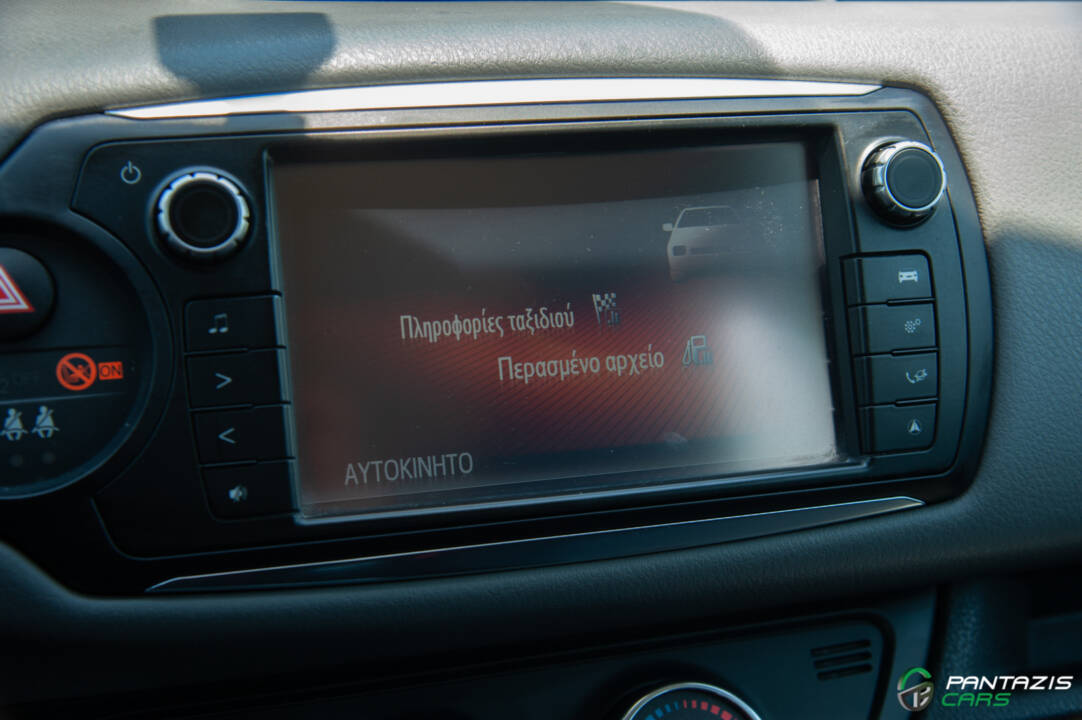 Πληροφορίες ταξιδιού
Περασμένο αρχείο
ΑΥΤΟΚΙΝΗΤΟ
ON
PANTAZIS
CARS